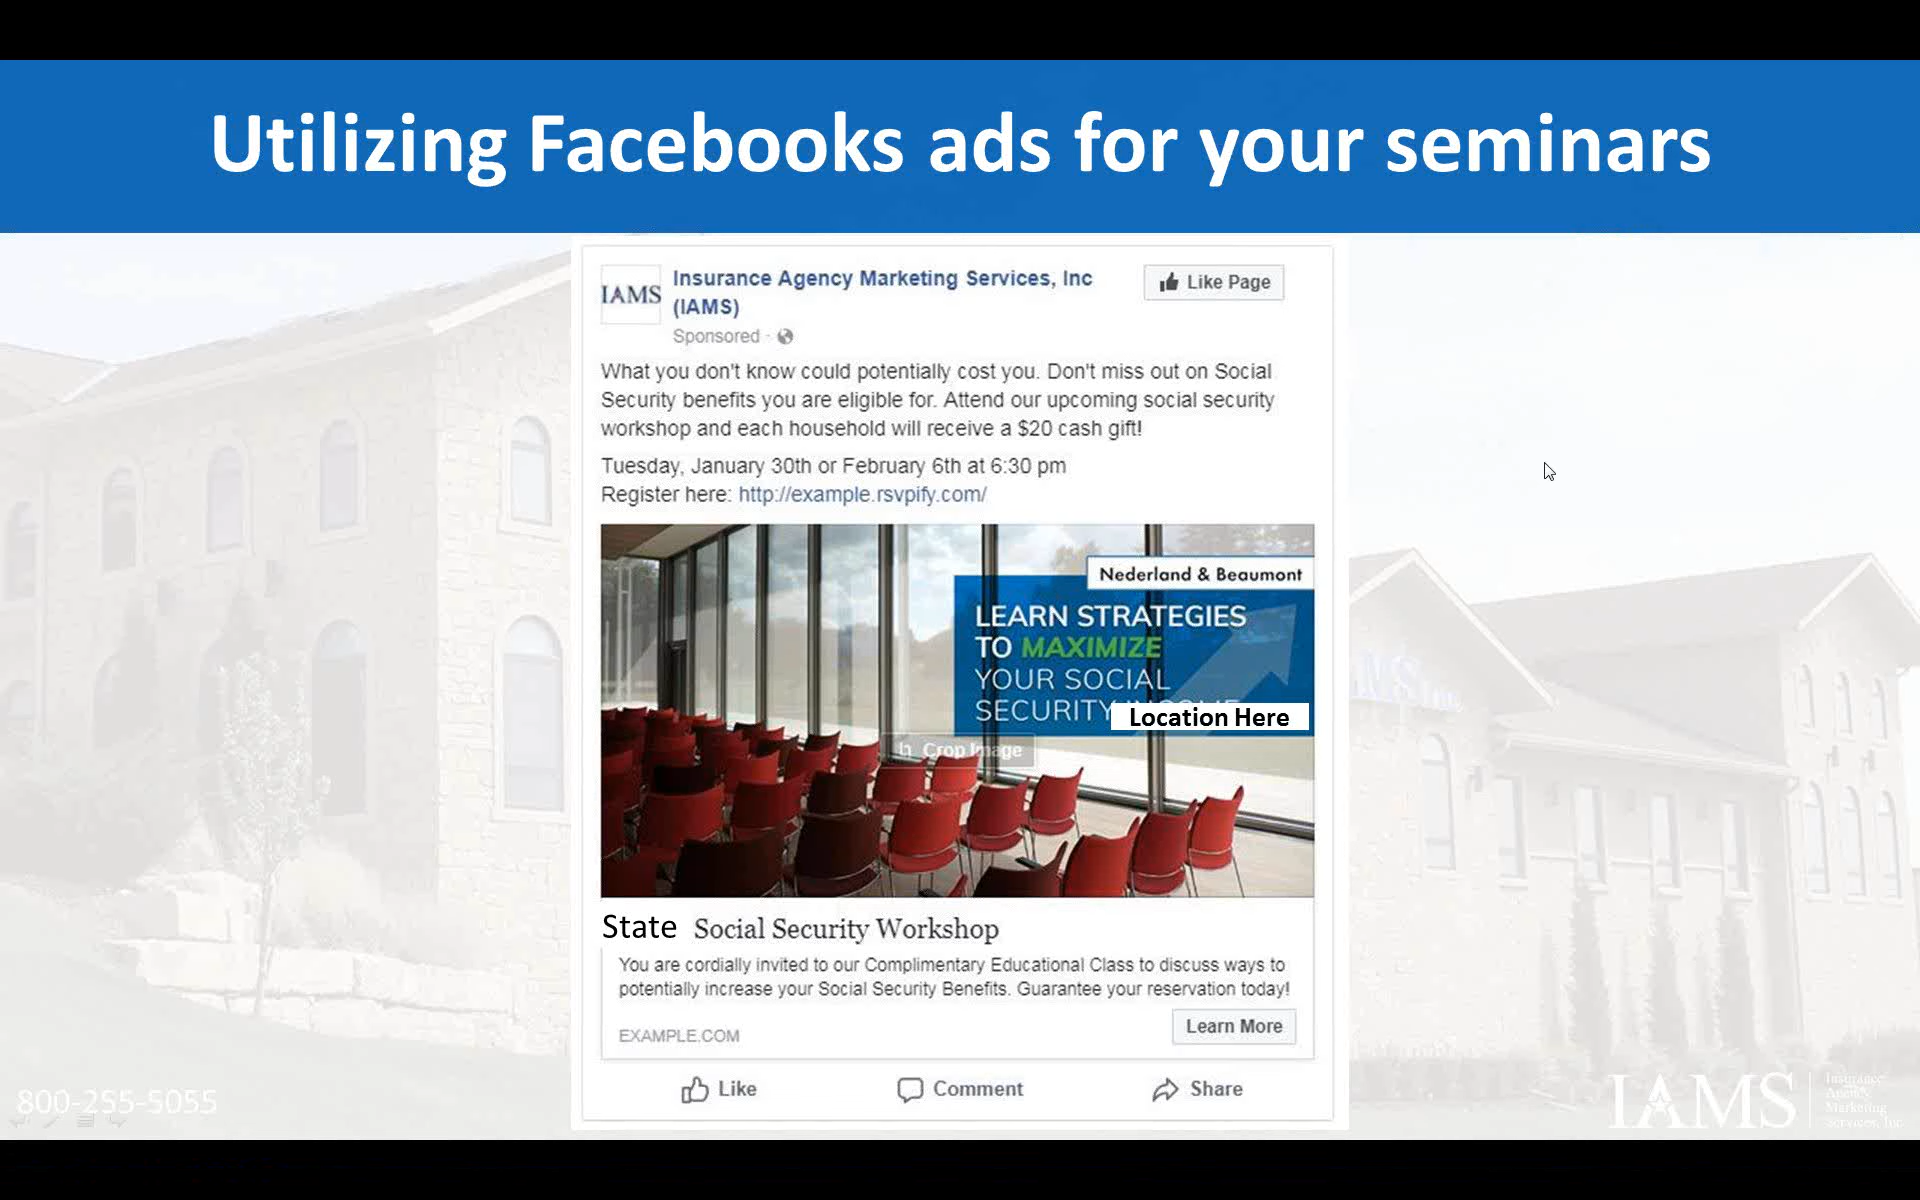 Utilizing Facebooks ads for your seminars
IAMS
Insurance Agency Marketing Services, Inc
(IAMS)
Like Page
Sponsored ·
What you don't know could potentially cost you. Don't miss out on Social
Security benefits you are eligible for. Attend our upcoming social security
workshop and each household will receive a $20 cash gift!
Tuesday, January 30th or February 6th at 6:30 pm
Register here: http://example.rsvpify.com/
Nederland & Beaumont
LEARN STRATEGIES
TO MAXIMIZE
YOUR SOCIAL
SECURITY
Location Here
Crop Image
State Social Security Workshop
You are cordially invited to our Complimentary Educational Class to discuss ways to
potentially increase your Social Security Benefits. Guarantee your reservation today!
EXAMPLE.COM
Learn More
Like
Comment
Share
800-255-5055
IAMS
Insurance
Agency
Marketing
Services, Inc